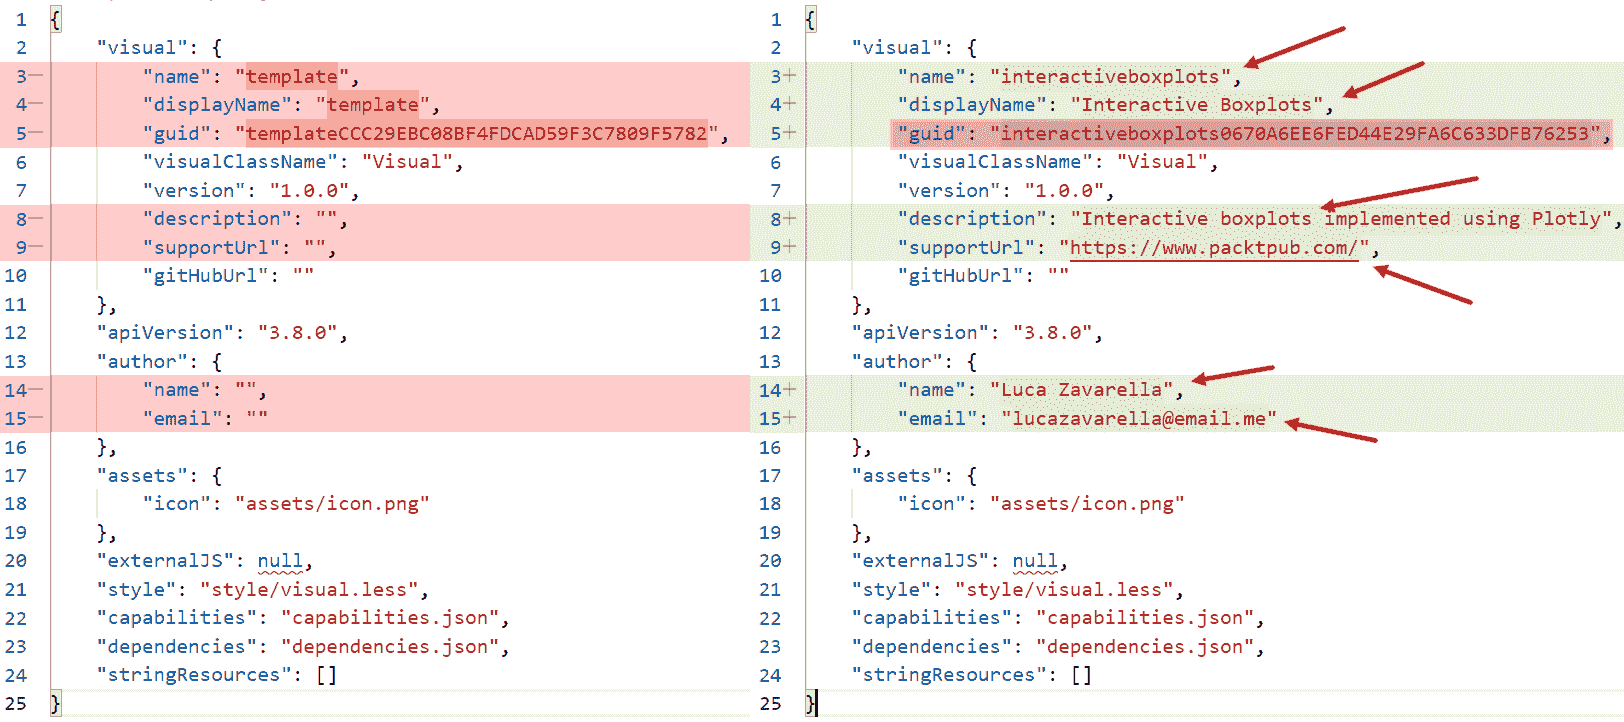 1 {
2 "visual": {
3− "name": "template",
4− "displayName": "template",
5− "guid": "templateCCC29EBC08BF4FDCAD59F3C7809F5782",
6 "visualClassName": "Visual",
7 "version": "1.0.0",
8− "description": "",
9− "supportUrl": "",
10 "gitHubUrl": ""
11 },
12 "apiVersion": "3.8.0",
13 "author": {
14− "name": "",
15− "email": ""
16 },
17 "assets": {
18 "icon": "assets/icon.png"
19 },
20 "externalJS": null,
21 "style": "style/visual.less",
22 "capabilities": "capabilities.json",
23 "dependencies": "dependencies.json",
24 "stringResources": []
25 }
1 {
2 "visual": {
3+ "name": "interactiveboxplots",
4+ "displayName": "Interactive Boxplots",
5+ "guid": "interactiveboxplots0670A6EE6FED44E29FA6C633DFB76253",
6 "visualClassName": "Visual",
7 "version": "1.0.0",
8+ "description": "Interactive boxplots implemented using Plotly",
9+ "supportUrl": "https://www.packtpub.com/",
10 "gitHubUrl": ""
11 },
12 "apiVersion": "3.8.0",
13 "author": {
14+ "name": "Luca Zavarella",
15+ "email": "lucazavarella@email.me"
16 },
17 "assets": {
18 "icon": "assets/icon.png"
19 },
20 "externalJS": null,
21 "style": "style/visual.less",
22 "capabilities": "capabilities.json",
23 "dependencies": "dependencies.json",
24 "stringResources": []
25 }